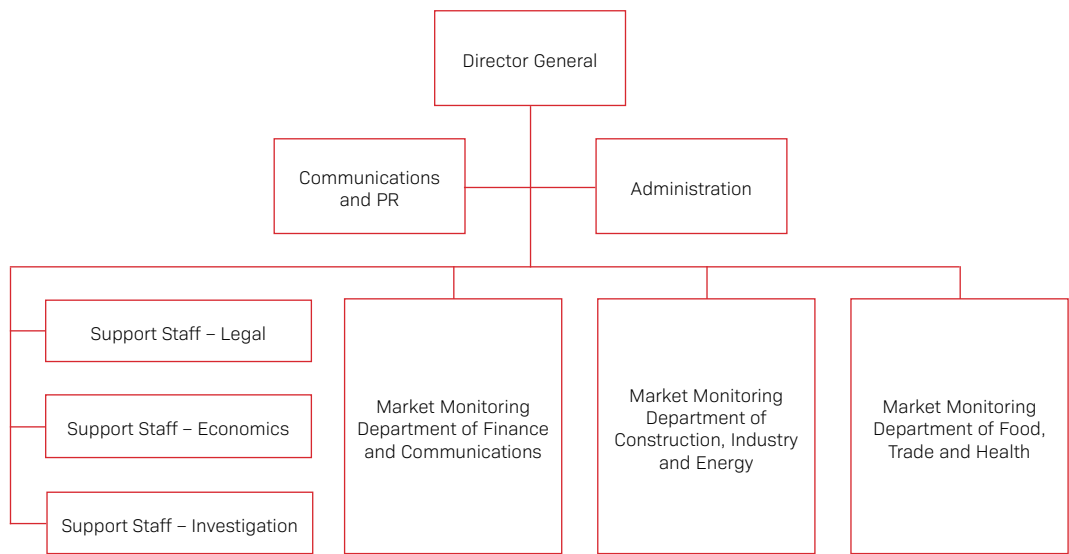 Director General
Communications
and PR
Administration
Support Staff – Legal
Support Staff – Economics
Support Staff – Investigation
Market Monitoring
Department of Finance
and Communications
Market Monitoring
Department of
Construction, Industry
and Energy
Market Monitoring
Department of Food,
Trade and Health